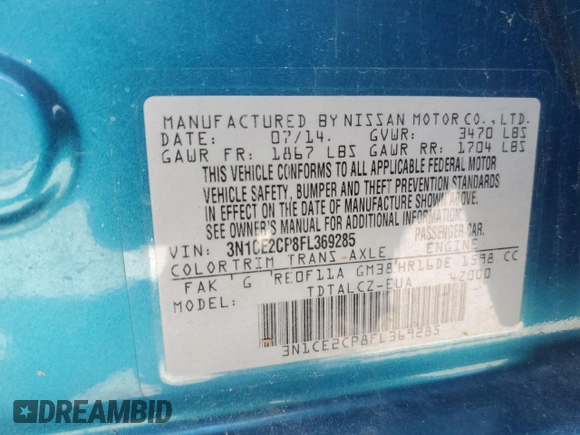 MANUFACTURED BY NISSAN MOTOR CO., LTD.
DATE: 07/14. GVWR: 3470 LBS
GAWR FR: 1867 LBS GAWR RR: 1704 LBS
THIS VEHICLE CONFORMS TO ALL APPLICABLE FEDERAL MOTOR
VEHICLE SAFETY, BUMPER AND THEFT PREVENTION STANDARDS
IN EFFECT ON THE DATE OF MANUFACTURE SHOWN ABOVE.
SEE OWNER'S MANUAL FOR ADDITIONAL INFORMATION.
VIN: 3N1CE2CP8FL369285 PASSENGER CAR.
COLOR TRIM TRANS AXLE ENGINE
FAK G RE0F11A GM38 HR16DE 1598 CC
MODEL: TDTALCZ-EUA 42000
3N1CE2CP8FL369285
DREAMBID